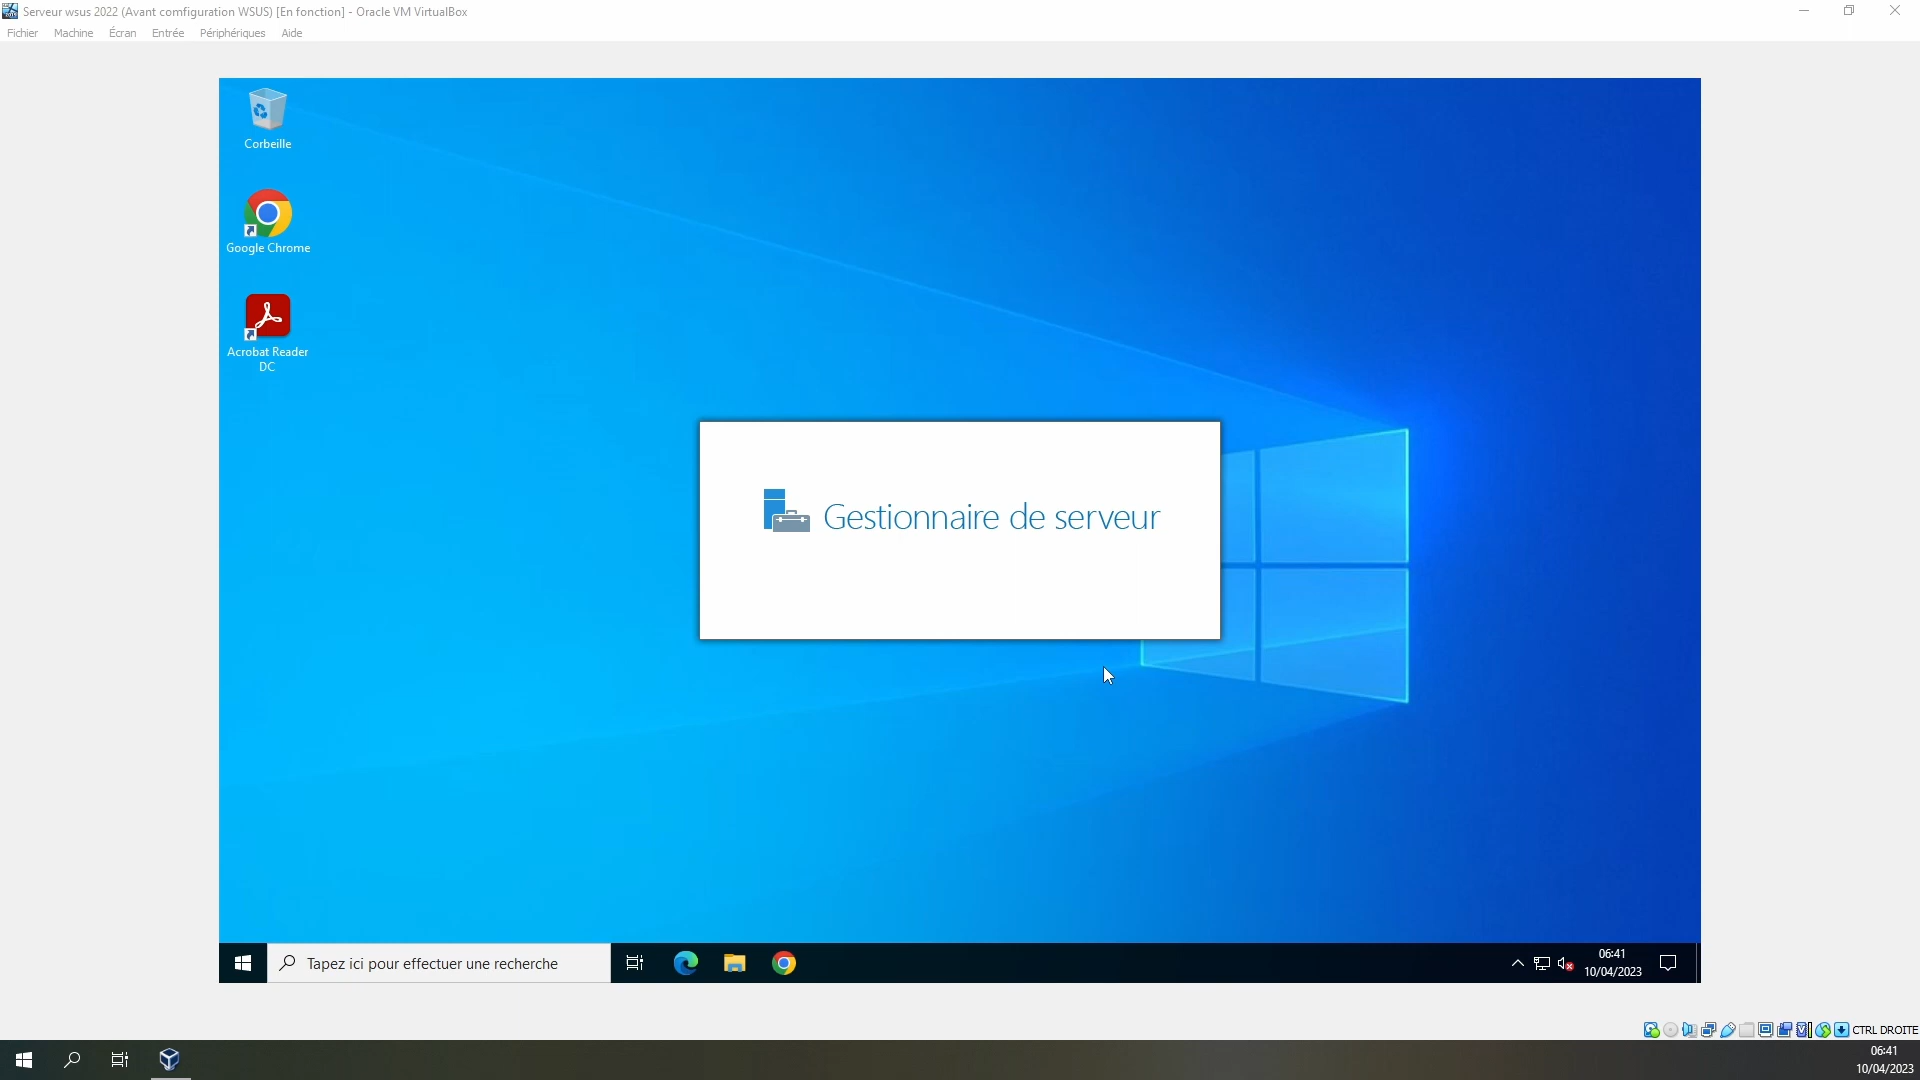 Serveur wsus 2022 (Avant comfiguration WSUS) [En fonction] - Oracle VM VirtualBox
Fichier Machine Écran Entrée Périphériques Aide
Corbeille
Google Chrome
Acrobat Reader
DC
Gestionnaire de serveur
Tapez ici pour effectuer une recherche
06:41
10/04/2023
CTRL DROITE
06:41
10/04/2023